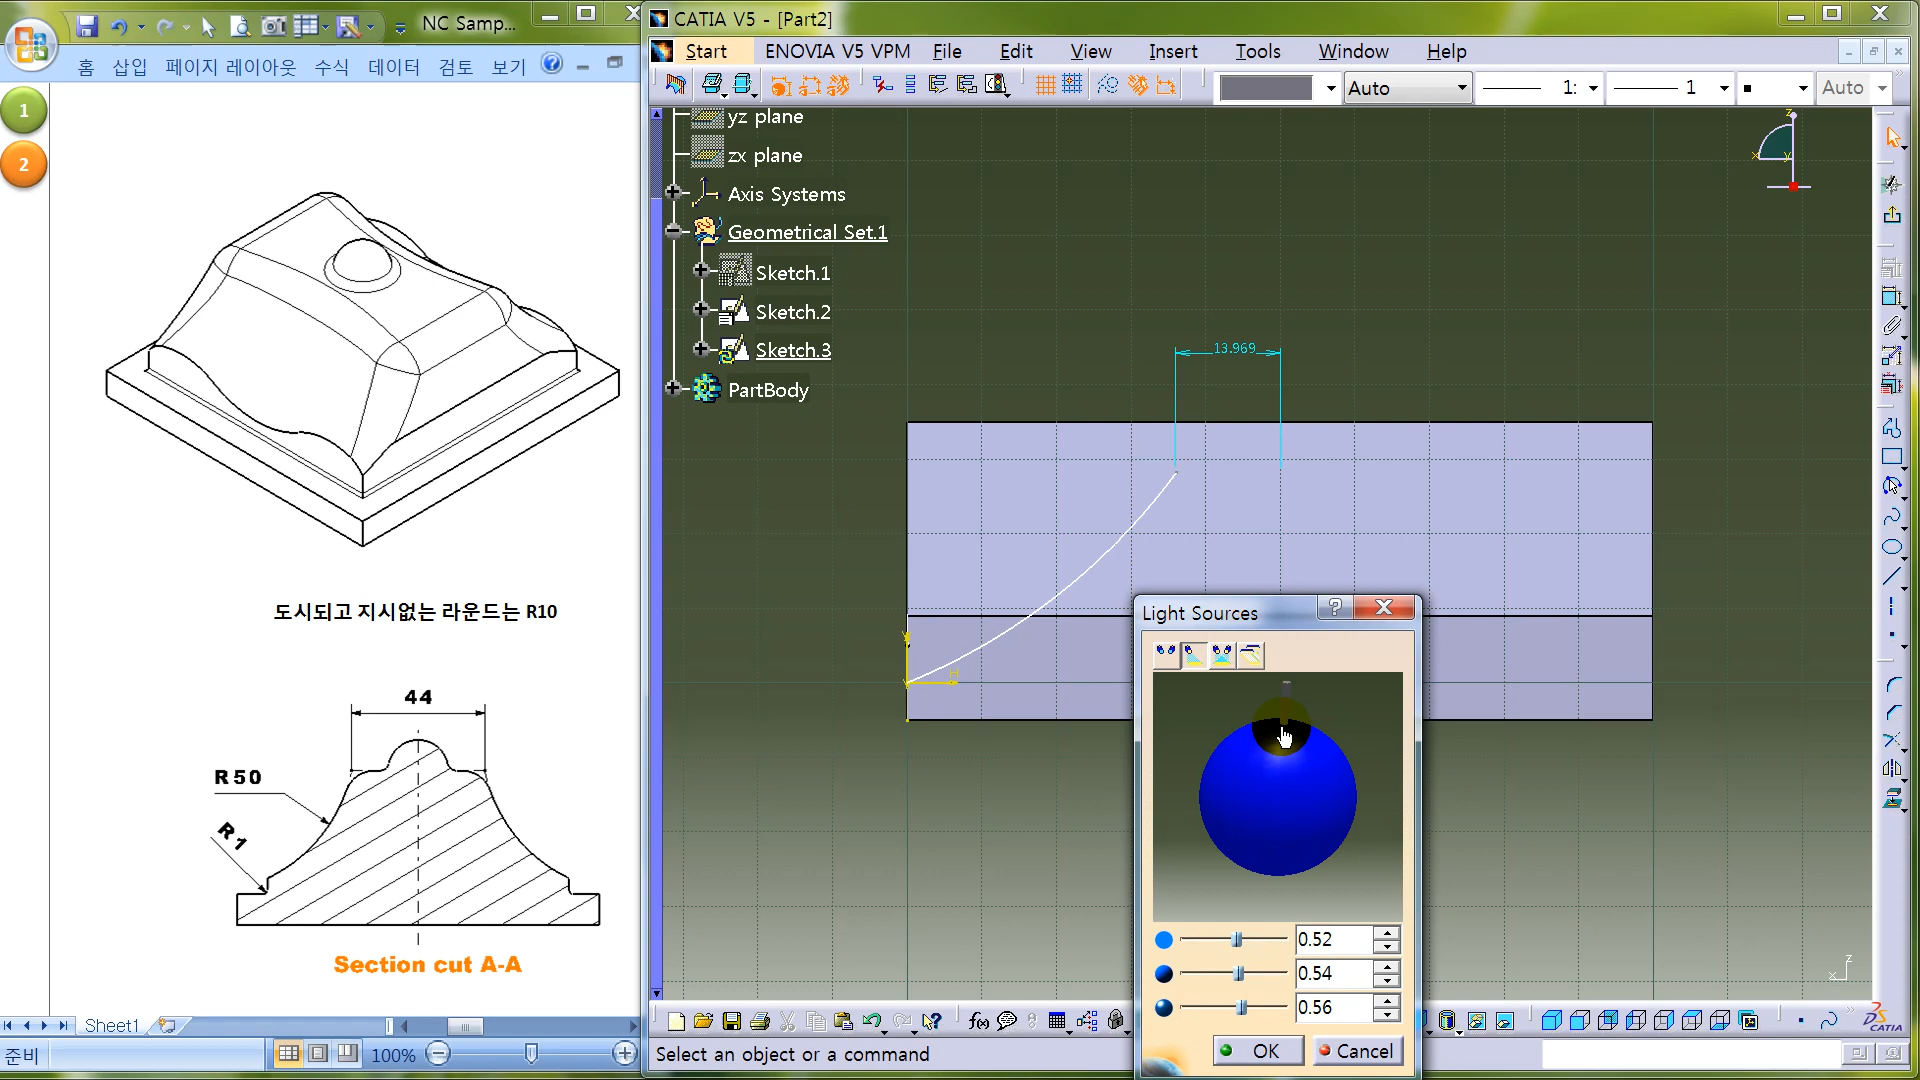 NC Samp...
홈 삽입 페이지 레이아웃 수식 데이터 검토 보기
1
2
도시되고 지시없는 라운드는 R10
44
R50
R1
Section cut A-A
Sheet1
준비
100%
CATIA V5 - [Part2]
Start ENOVIA V5 VPM File Edit View Insert Tools Window Help
Auto 1: 1 Auto
yz plane
zx plane
Axis Systems
Geometrical Set.1
Sketch.1
Sketch.2
Sketch.3
PartBody
z
x y
13.969
V
H
Light Sources
0.52
0.54
0.56
OK Cancel
z
x
f(x)
CATIA
Select an object or a command